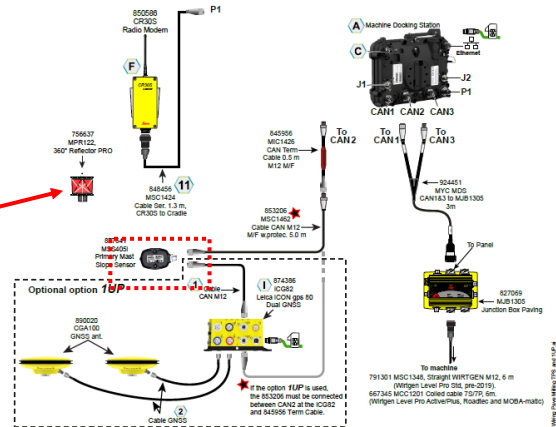 850586
CR30S
Radio Modem
P1
F
CR30S
756637
MPR122,
360° Reflector PRO
848456
MSC1424
Cable Ser. 1.3 m,
CR30S to Cradle
11
A
Machine Docking Station
C
Ethernet
J1
J2
P1
CAN1 CAN2 CAN3
845956
MIC1426
CAN Term
Cable 0.5 m
M12 M/F
To
CAN2
To
CAN1
To
CAN3
924451
MYC MDS
CAN1&3 to MJB1305
3m
853206
MSC1462
Cable CAN M12
M/F w.protec. 5.0 m
Primary Mast
Slope Sensor
To Panel
Optional option 1UP
1
CAN M12
I
874386
ICG82
Leica iCON gps 80
Dual GNSS
827069
MJB1305
Junction Box Paving
890020
CGA100
GNSS ant.
2
Cable GNSS
If the option 1UP is used,
the 853206 must be connected
between CAN2 at the ICG82
and 845956 Term Cable.
To machine
791301 MSC1348, Straight WIRTGEN M12, 6 m
(Wirtgen Level Pro Std, pre-2019).
667345 MCC1201 Coiled cable 7S/7P, 6m.
(Wirtgen Level Pro Active/Plus, Roadtec and MOBA-matic)